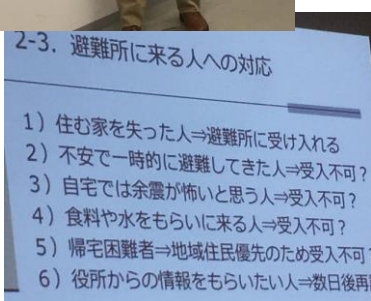 2-3. 避難所に来る人への対応
1）住む家を失った人⇒避難所に受け入れる
2）不安で一時的に避難してきた人⇒受入不可？
3）自宅では余震が怖いと思う人⇒受入不可？
4）食料や水をもらいに来る人⇒受入不可？
5）帰宅困難者⇒地域住民優先のため受入不可？
6）役所からの情報をもらいたい人⇒数日後再